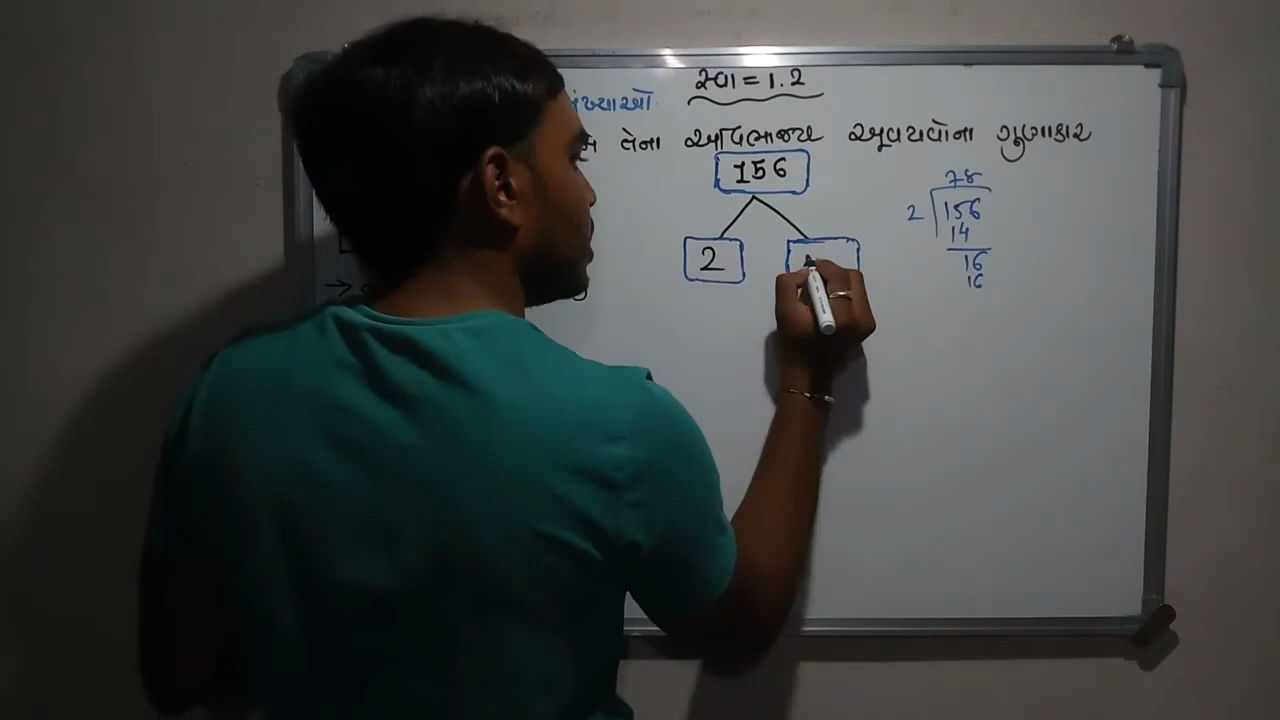 સ્વા = 1.2
સંખ્યાઓ
તેના અવિભાજ્ય અવયવોના ગુણાકાર
156
2
78
2 156
14
16
16